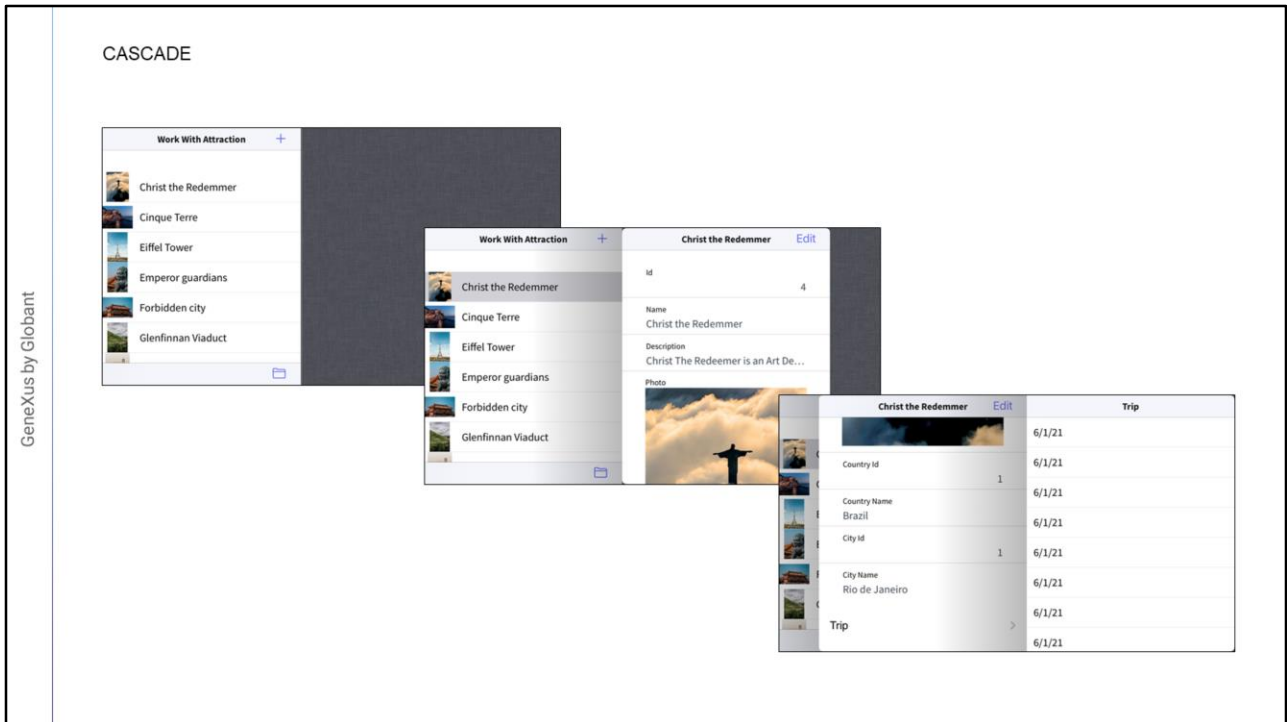 CASCADE
GeneXus by Globant
Work With Attraction +
Christ the Redemmer
Cinque Terre
Eiffel Tower
Emperor guardians
Forbidden city
Glenfinnan Viaduct
Work With Attraction +
Christ the Redemmer
Cinque Terre
Eiffel Tower
Emperor guardians
Forbidden city
Glenfinnan Viaduct
Christ the Redemmer Edit
Id
4
Name
Christ the Redemmer
Description
Christ The Redeemer is an Art De...
Photo
Christ the Redemmer Edit
Country Id
1
Country Name
Brazil
City Id
1
City Name
Rio de Janeiro
Trip >
Trip
6/1/21
6/1/21
6/1/21
6/1/21
6/1/21
6/1/21
6/1/21
6/1/21